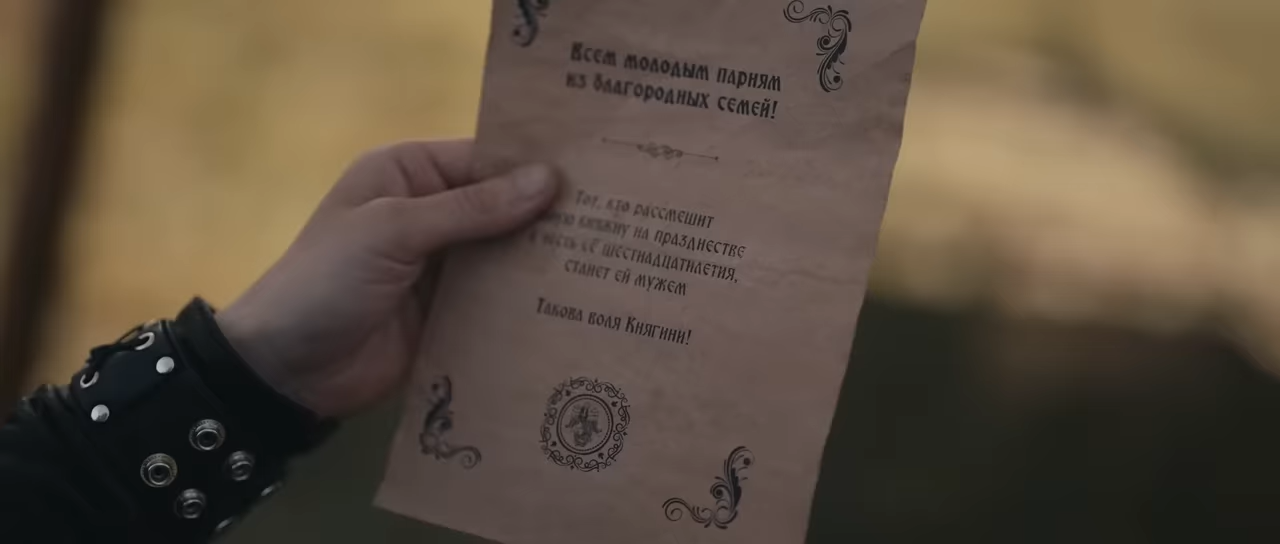 Всем молодым парням
из благородных семей!
Тот, кто рассмешит
княжну на празднестве
в честь её шестнадцатилетия,
станет ей мужем
Такова воля Княгини!